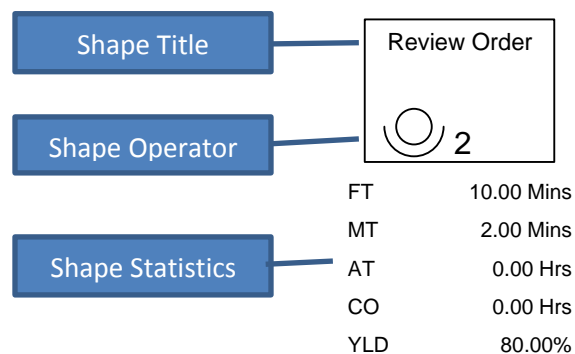 Shape Title
Review Order
Shape Operator
2
FT 10.00 Mins
MT 2.00 Mins
Shape Statistics
AT 0.00 Hrs
CO 0.00 Hrs
YLD 80.00%